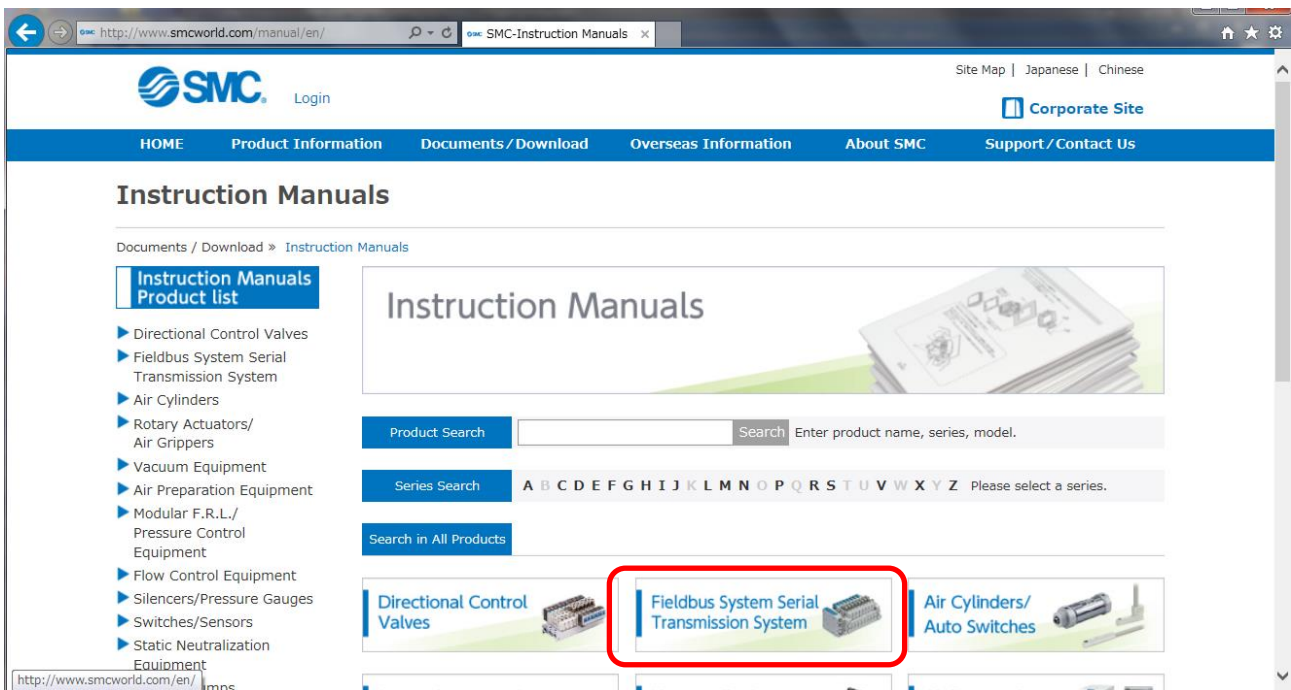 http://www.smcworld.com/manual/en/
SMC-Instruction Manuals
Site Map | Japanese | Chinese
SMC.
Login
Corporate Site
HOME Product Information Documents/Download Overseas Information About SMC Support/Contact Us
Instruction Manuals
Documents / Download » Instruction Manuals
Instruction Manuals
Product list
Directional Control Valves
Fieldbus System Serial
Transmission System
Air Cylinders
Rotary Actuators/
Air Grippers
Vacuum Equipment
Air Preparation Equipment
Modular F.R.L./
Pressure Control
Equipment
Flow Control Equipment
Silencers/Pressure Gauges
Switches/Sensors
Static Neutralization
Equipment
http://www.smcworld.com/en/
Instruction Manuals
Product Search Search Enter product name, series, model.
Series Search A B C D E F G H I J K L M N O P Q R S T U V W X Y Z Please select a series.
Search in All Products
Directional Control
Valves
Fieldbus System Serial
Transmission System
Air Cylinders/
Auto Switches